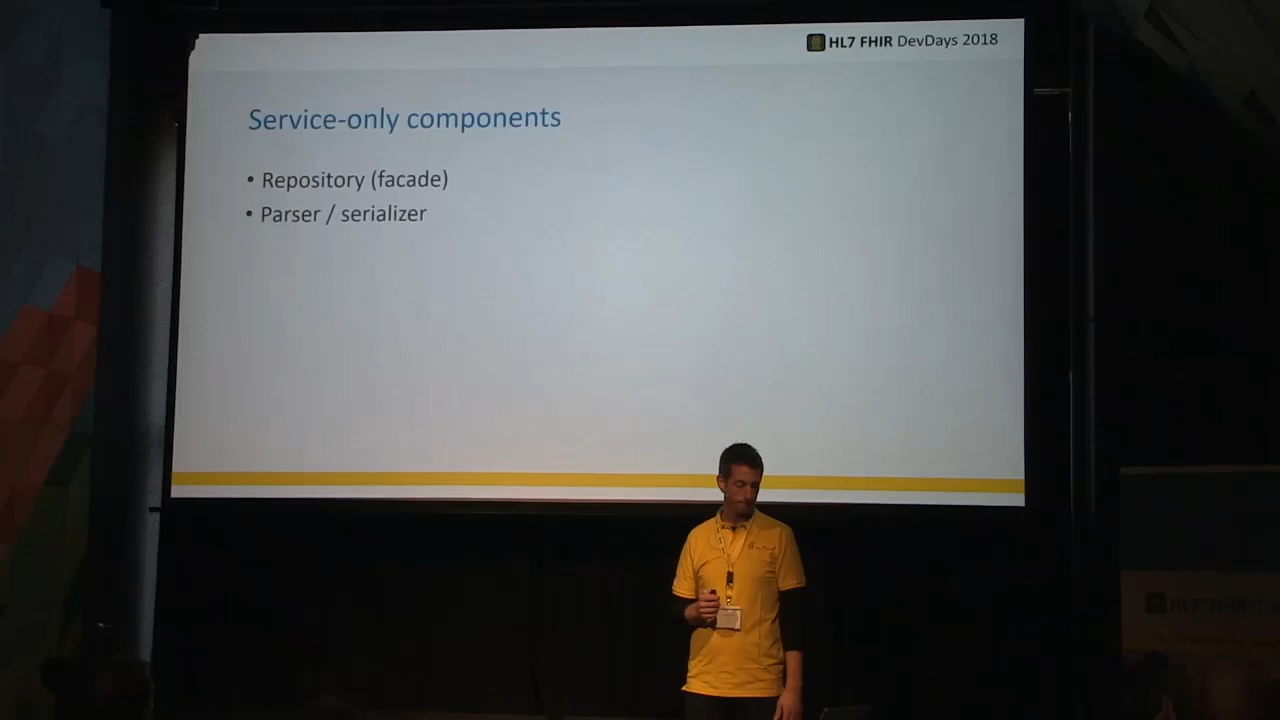 HL7 FHIR DevDays 2018
Service-only components
• Repository (facade)
• Parser / serializer